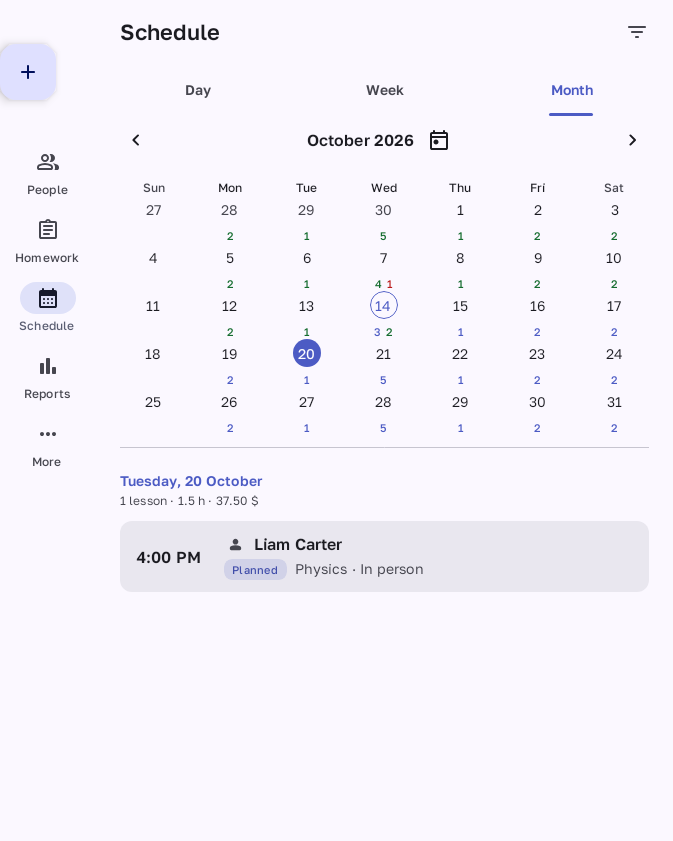 Schedule
Day Week Month
October 2026
People
Homework
Schedule
Reports
More
Sun Mon Tue Wed Thu Fri Sat
27 28 29 30 1 2 3
2 1 5 1 2 2
4 5 6 7 8 9 10
2 1 4 1 1 2 2
11 12 13 14 15 16 17
2 1 3 2 1 2 2
18 19 20 21 22 23 24
2 1 5 1 2 2
25 26 27 28 29 30 31
2 1 5 1 2 2
Tuesday, 20 October
1 lesson · 1.5 h · 37.50 $
4:00 PM
Liam Carter
Planned Physics · In person